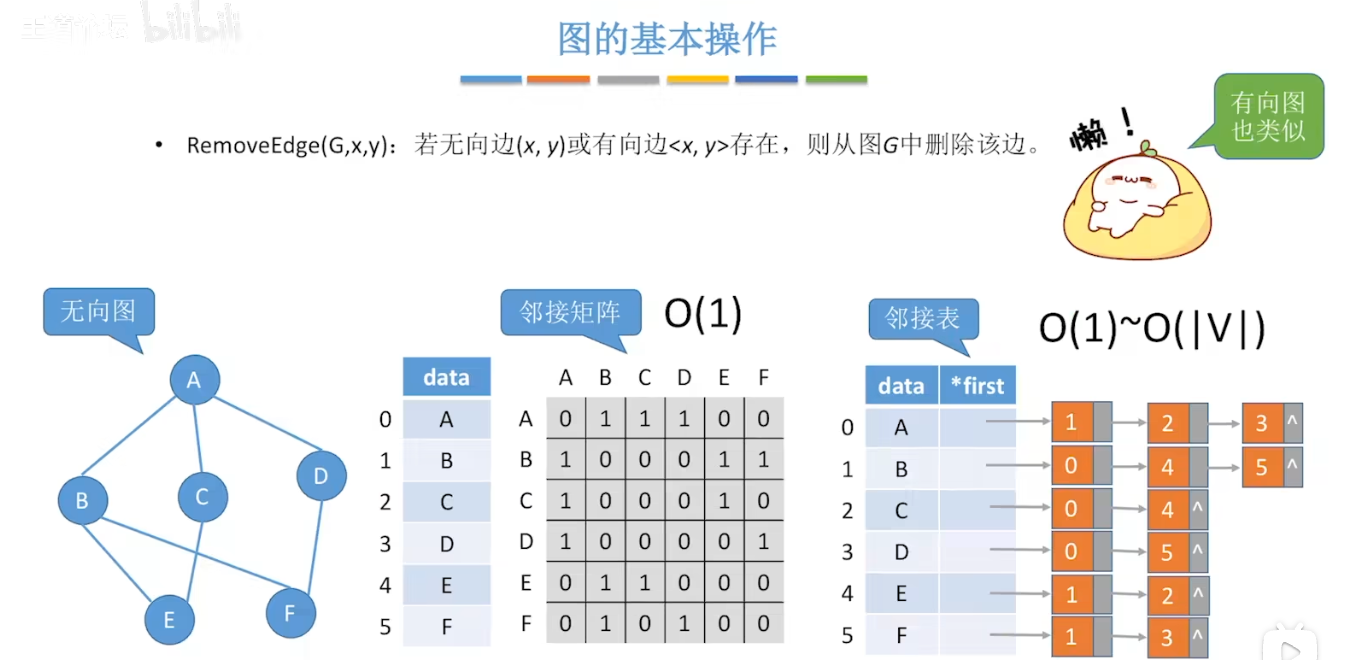 王道论坛 bilibili
图的基本操作
• RemoveEdge(G,x,y)：若无向边(x, y)或有向边<x, y>存在，则从图G中删除该边。
懒！
有向图
也类似
无向图
邻接矩阵 O(1)
邻接表 O(1)~O(|V|)
A
B C D
E F
data
0 A
1 B
2 C
3 D
4 E
5 F
A B C D E F
A 0 1 1 1 0 0
B 1 0 0 0 1 1
C 1 0 0 0 1 0
D 1 0 0 0 0 1
E 0 1 1 0 0 0
F 0 1 0 1 0 0
data *first
0 A 1 2 3 ^
1 B 0 4 5 ^
2 C 0 4 ^
3 D 0 5 ^
4 E 1 2 ^
5 F 1 3 ^